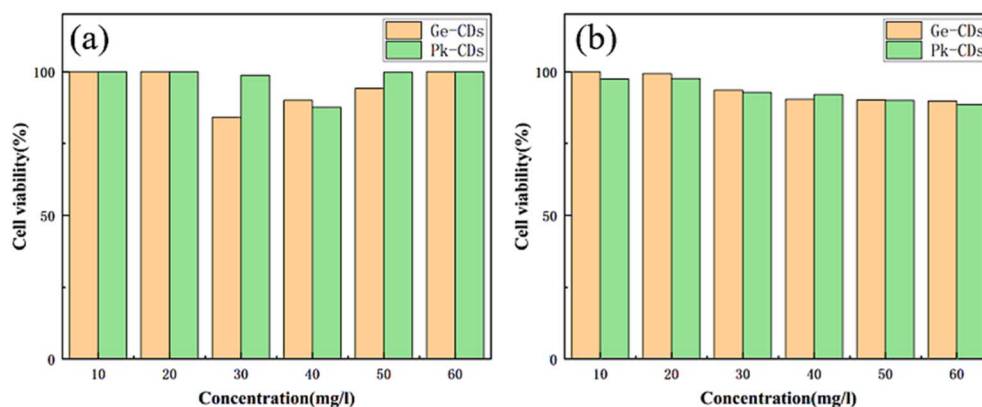 (a)
Ge-CDs
Pk-CDs
100
50
0
Cell viability(%)
10 20 30 40 50 60
Concentration(mg/l)
(b)
Ge-CDs
Pk-CDs
100
50
0
Cell viability(%)
10 20 30 40 50 60
Concentration(mg/l)